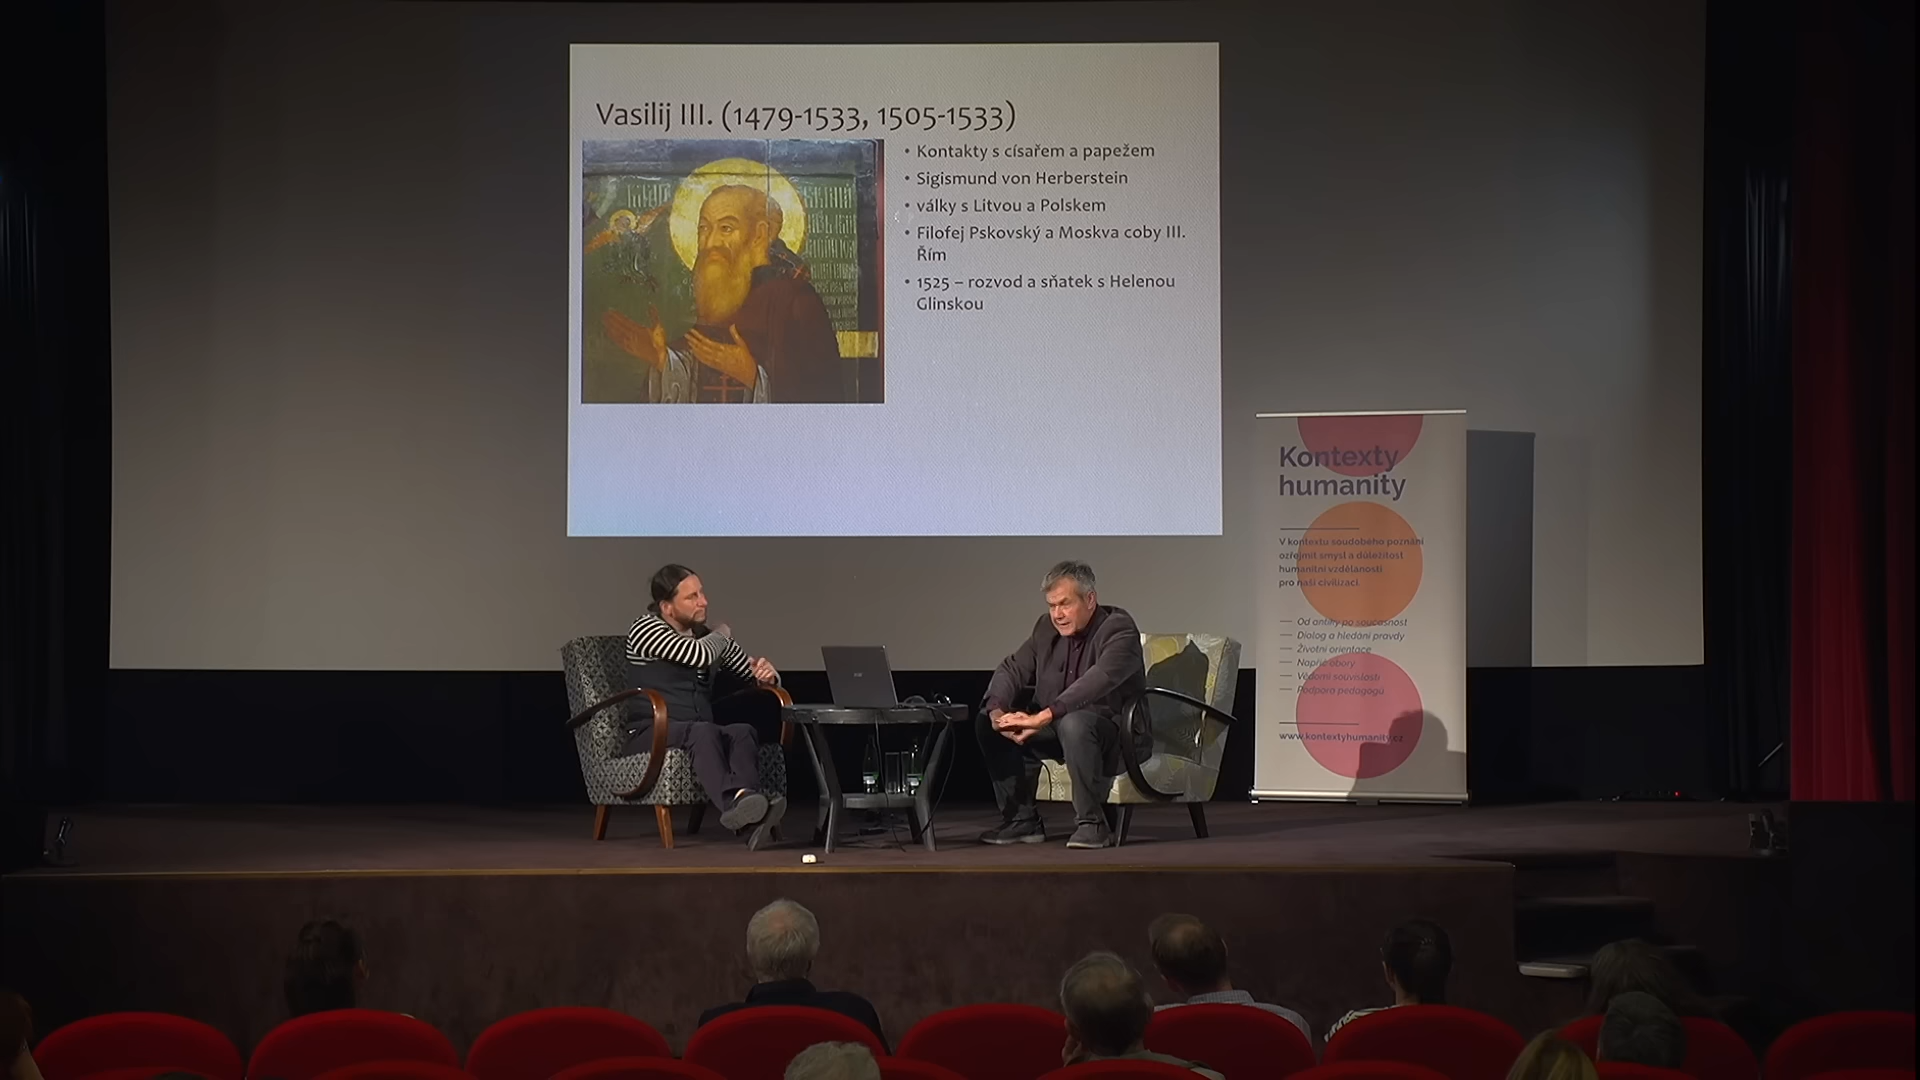 Vasilij III. (1479-1533, 1505-1533)
• Kontakty s císařem a papežem
• Sigismund von Herberstein
• války s Litvou a Polskem
• Filofej Pskovský a Moskva coby III.
Řím
• 1525 – rozvod a sňatek s Helenou
Glinskou
Kontexty
humanity
V kontextu soudobého poznání
ozřejmit smysl a důležitost
humanitní vzdělanosti
pro naši civilizaci.
— Od antiky po současnost
— Dialog a hledání pravdy
— Životní orientace
— Napříč obory
— Vědomí souvislostí
— Podpora pedagogů
www.kontextyhumanity.cz